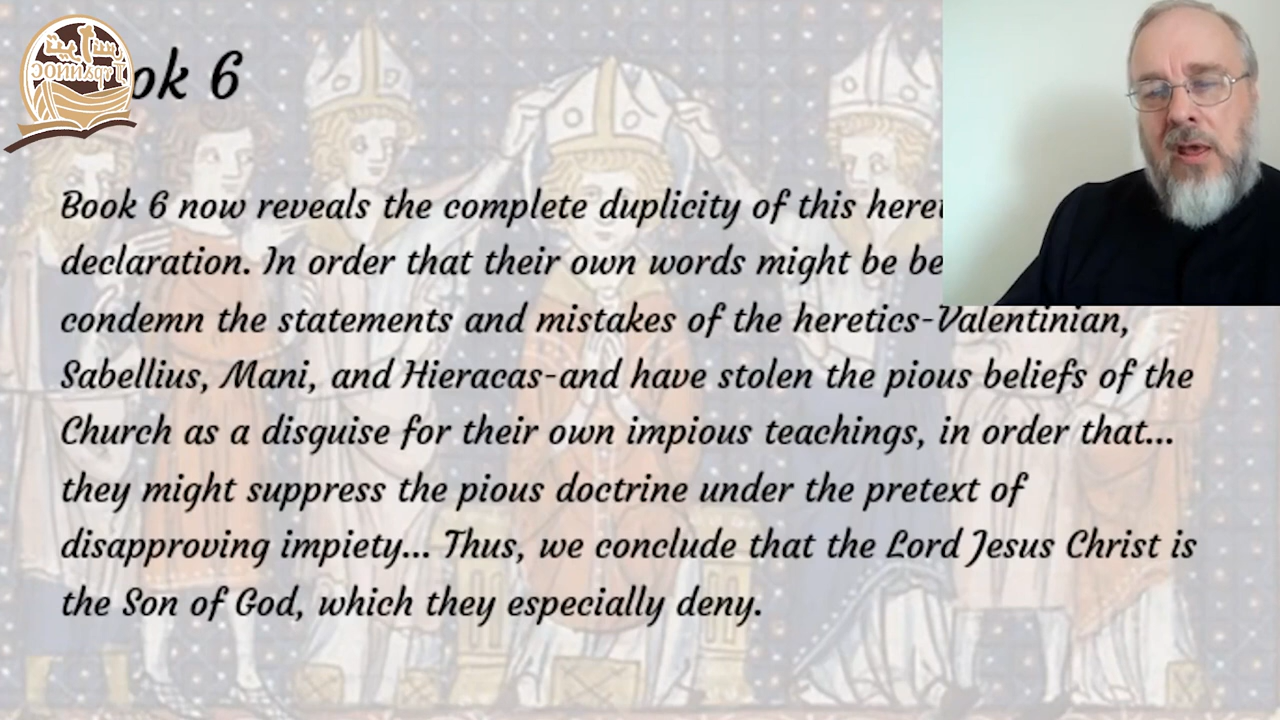 ok 6
Book 6 now reveals the complete duplicity of this
declaration. In order that their own words might be
condemn the statements and mistakes of the heretics-Valentinian,
Sabellius, Mani, and Hieracas-and have stolen the pious beliefs of the
Church as a disguise for their own impious teachings, in order that...
they might suppress the pious doctrine under the pretext of
disapproving impiety... Thus, we conclude that the Lord Jesus Christ is
the Son of God, which they especially deny.